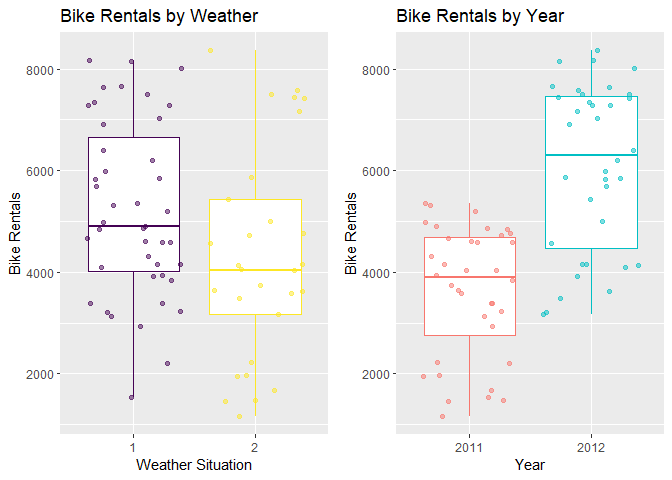 Bike Rentals by Weather
Bike Rentals
8000
6000
4000
2000
1
2
Weather Situation
Bike Rentals by Year
Bike Rentals
8000
6000
4000
2000
2011
2012
Year